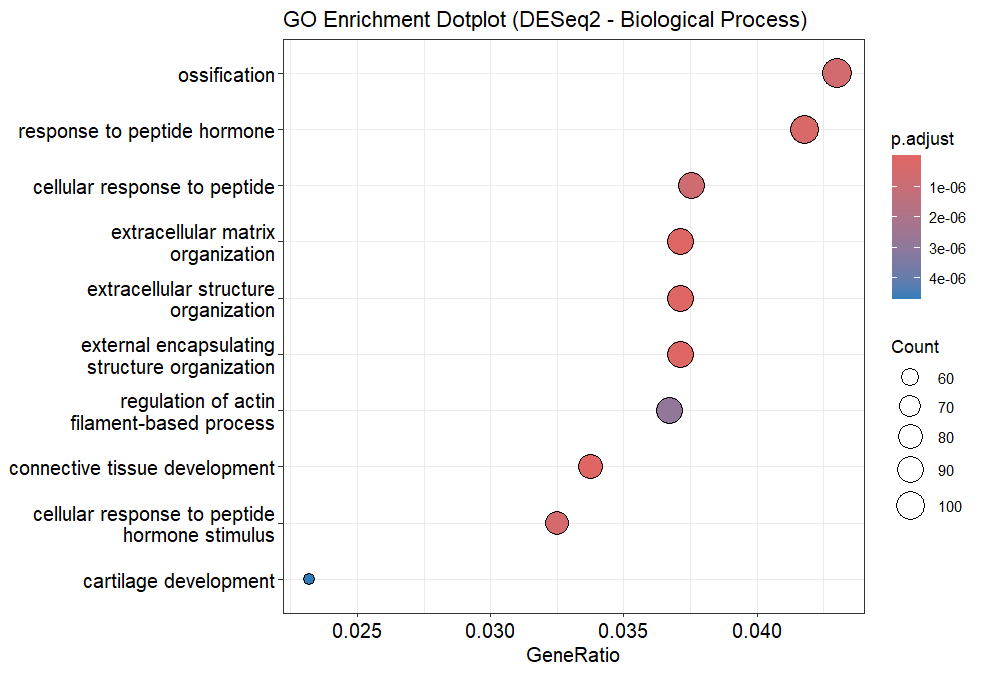 GO Enrichment Dotplot (DESeq2 - Biological Process)
ossification
response to peptide hormone
cellular response to peptide
extracellular matrix
organization
extracellular structure
organization
external encapsulating
structure organization
regulation of actin
filament-based process
connective tissue development
cellular response to peptide
hormone stimulus
cartilage development
0.025 0.030 0.035 0.040
GeneRatio
p.adjust
1e-06
2e-06
3e-06
4e-06
Count
60
70
80
90
100